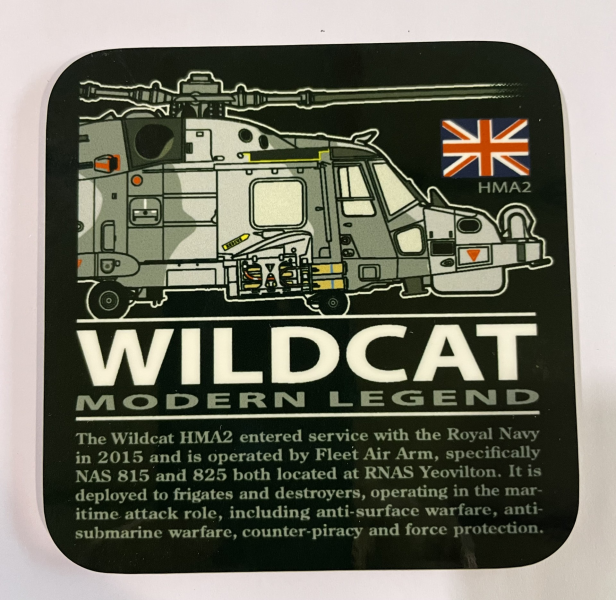 HMA2
WILDCAT
MODERN LEGEND
The Wildcat HMA2 entered service with the Royal Navy
in 2015 and is operated by Fleet Air Arm, specifically
NAS 815 and 825 both located at RNAS Yeovilton. It is
deployed to frigates and destroyers, operating in the mar-
itime attack role, including anti-surface warfare, anti-
submarine warfare, counter-piracy and force protection.